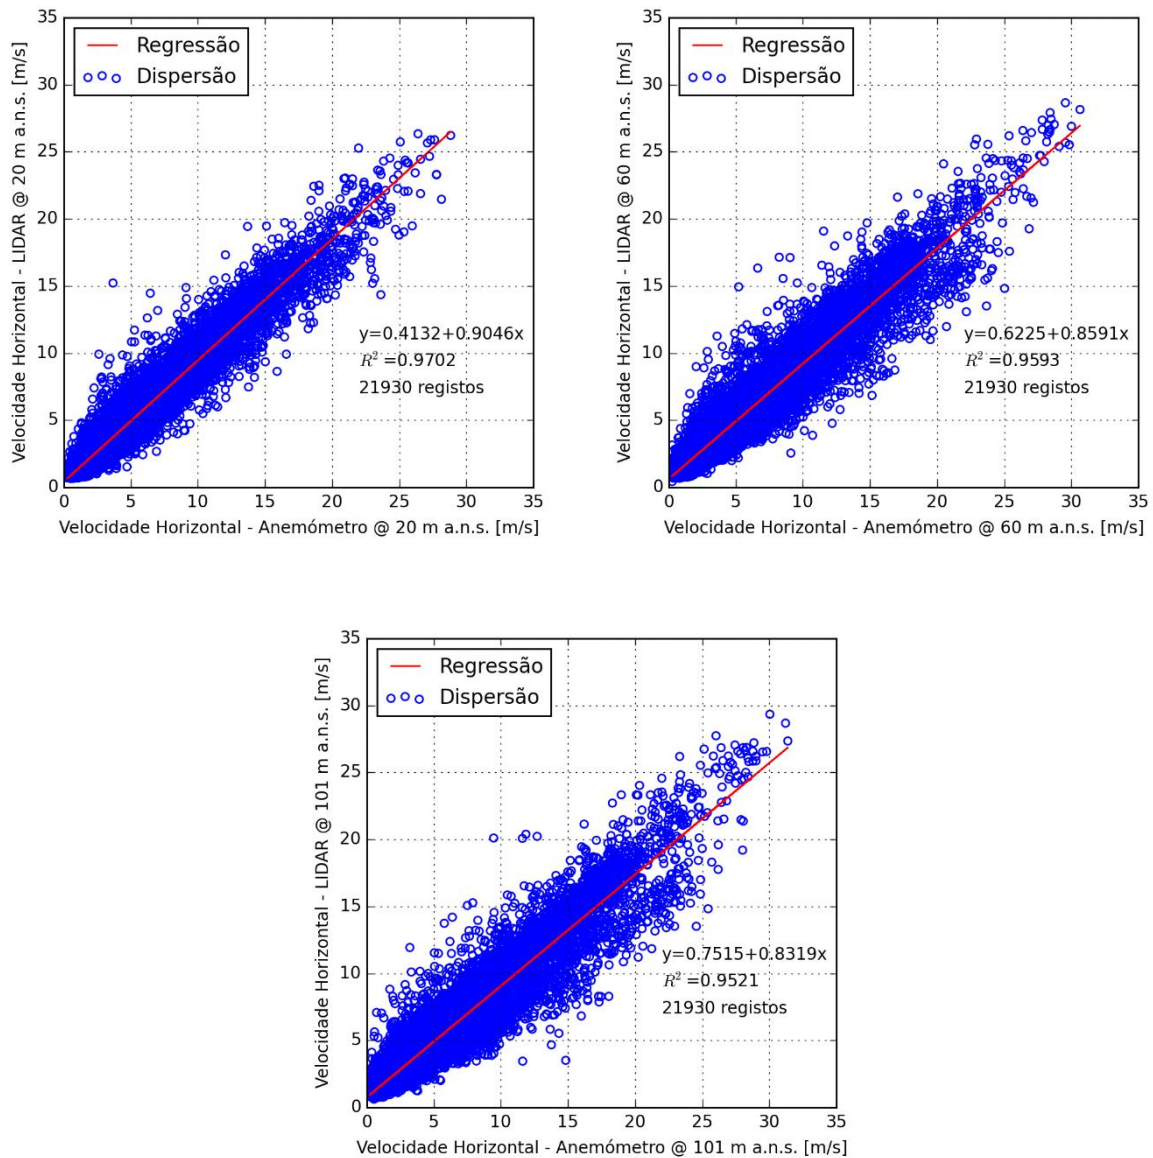 35
30
25
20
15
10
5
0
Velocidade Horizontal - LIDAR @ 20 m a.n.s. [m/s]
Regressão
Dispersão
y=0.4132+0.9046x
R² =0.9702
21930 registos
0 5 10 15 20 25 30 35
Velocidade Horizontal - Anemómetro @ 20 m a.n.s. [m/s]
35
30
25
20
15
10
5
0
Velocidade Horizontal - LIDAR @ 60 m a.n.s. [m/s]
Regressão
Dispersão
y=0.6225+0.8591x
R² =0.9593
21930 registos
0 5 10 15 20 25 30 35
Velocidade Horizontal - Anemómetro @ 60 m a.n.s. [m/s]
35
30
25
20
15
10
5
0
Velocidade Horizontal - LIDAR @ 101 m a.n.s. [m/s]
Regressão
Dispersão
y=0.7515+0.8319x
R² =0.9521
21930 registos
0 5 10 15 20 25 30 35
Velocidade Horizontal - Anemómetro @ 101 m a.n.s. [m/s]